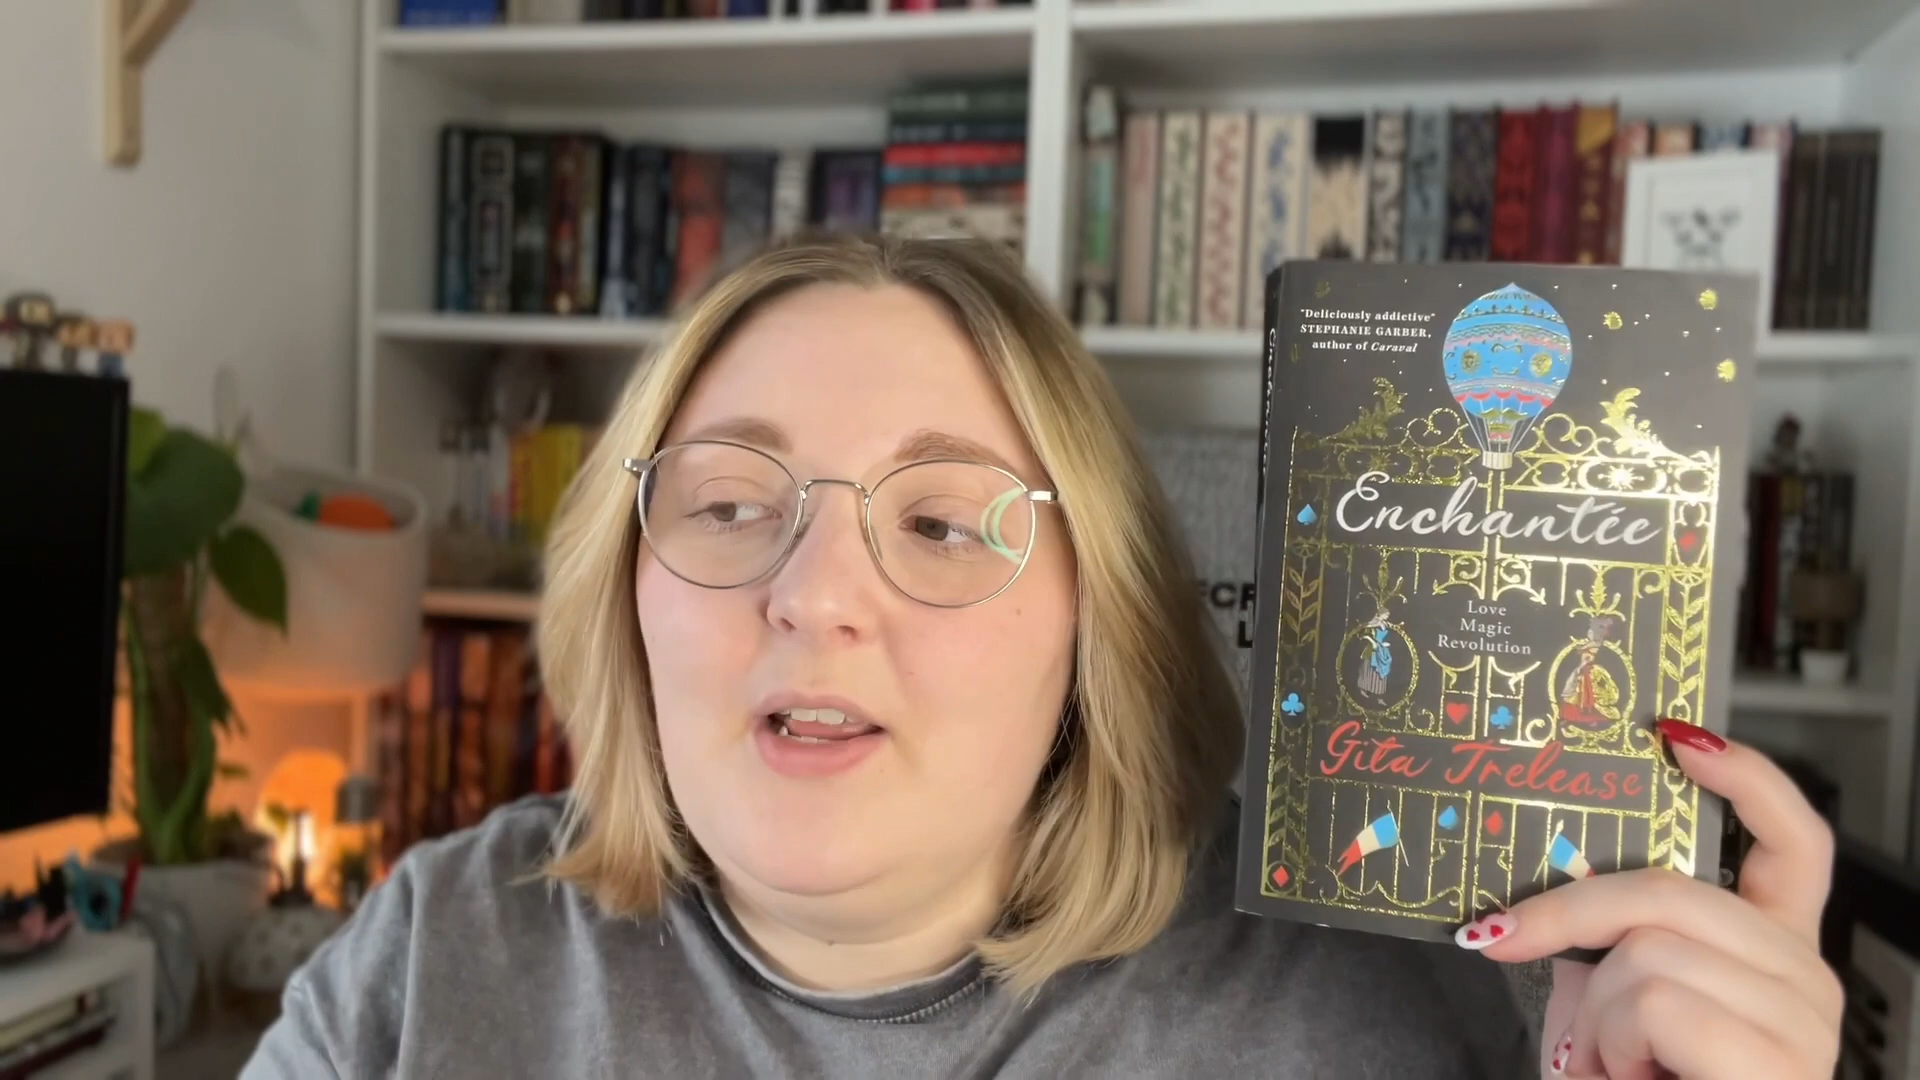 "Deliciously addictive"
STEPHANIE GARBER,
author of Caraval
Enchantée
Love
Magic
Revolution
Gita Trelease